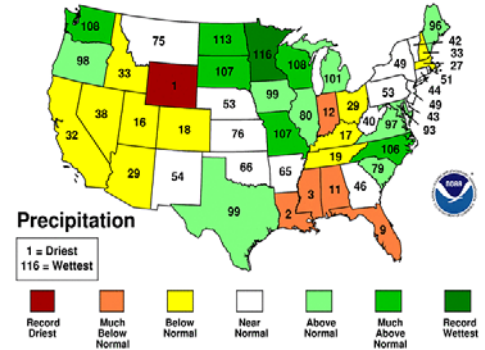 108
75
113
116
96
98
33
1
107
108
101
49
42
33
27
51
44
49
43
93
38
16
18
53
99
80
12
29
53
40
97
32
76
107
17
29
54
66
65
19
106
79
99
2
3
11
46
9
NOAA
Precipitation
1 = Driest
116 = Wettest
Record
Driest
Much
Below
Normal
Below
Normal
Near
Normal
Above
Normal
Much
Above
Normal
Record
Wettest